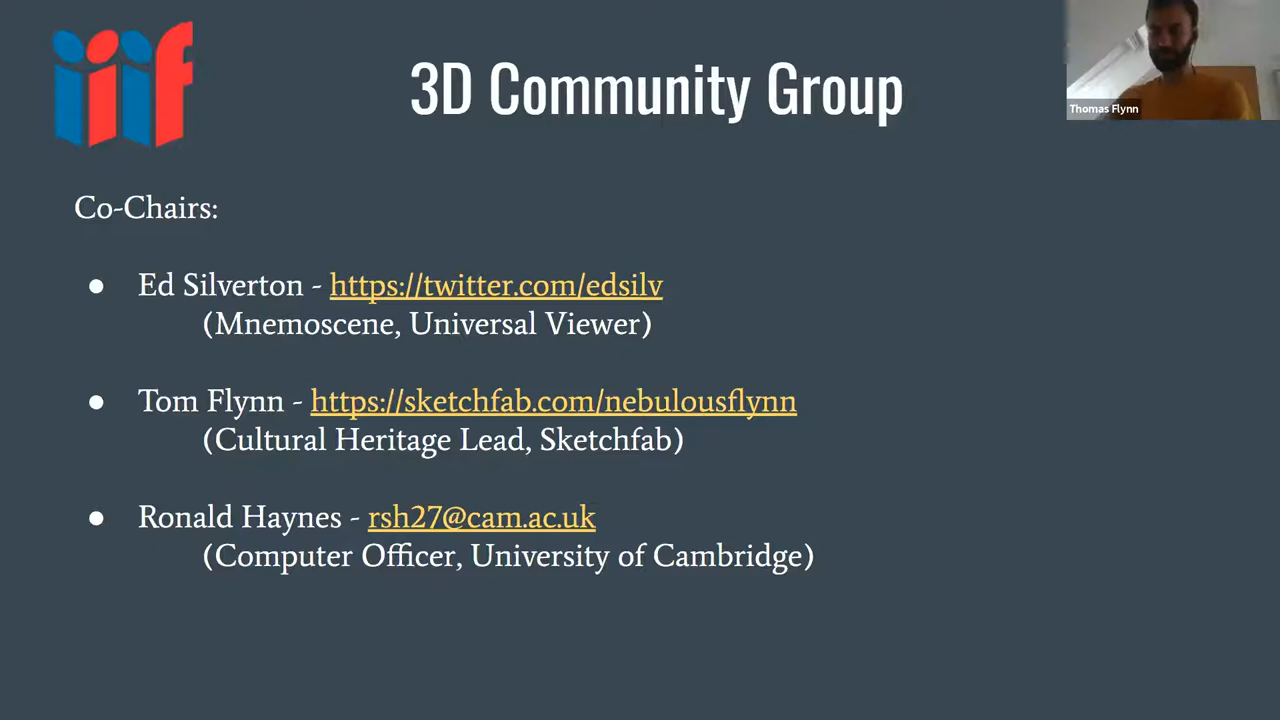 iiif
3D Community Group
Thomas Flynn
Co-Chairs:
● Ed Silverton - https://twitter.com/edsilv
(Mnemoscene, Universal Viewer)
● Tom Flynn - https://sketchfab.com/nebulousflynn
(Cultural Heritage Lead, Sketchfab)
● Ronald Haynes - rsh27@cam.ac.uk
(Computer Officer, University of Cambridge)